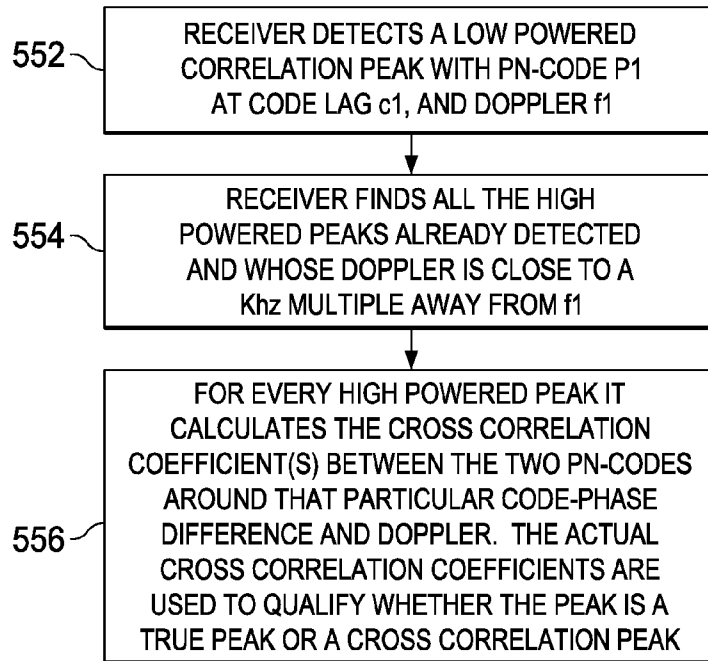 552
RECEIVER DETECTS A LOW POWERED
CORRELATION PEAK WITH PN-CODE P1
AT CODE LAG c1, AND DOPPLER f1
554
RECEIVER FINDS ALL THE HIGH
POWERED PEAKS ALREADY DETECTED
AND WHOSE DOPPLER IS CLOSE TO A
Khz MULTIPLE AWAY FROM f1
556
FOR EVERY HIGH POWERED PEAK IT
CALCULATES THE CROSS CORRELATION
COEFFICIENT(S) BETWEEN THE TWO PN-CODES
AROUND THAT PARTICULAR CODE-PHASE
DIFFERENCE AND DOPPLER. THE ACTUAL
CROSS CORRELATION COEFFICIENTS ARE
USED TO QUALIFY WHETHER THE PEAK IS A
TRUE PEAK OR A CROSS CORRELATION PEAK